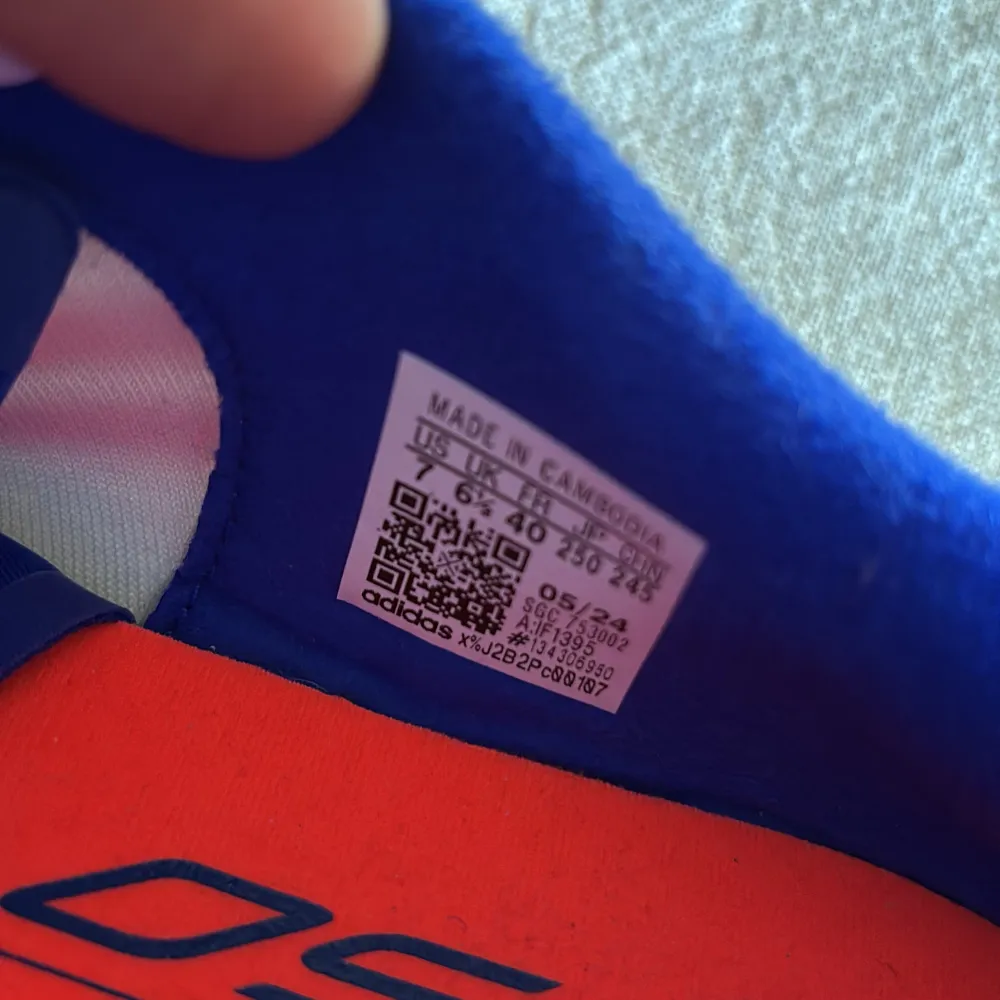 MADE IN CAMBODIA
US UK FR JP CHN
7 6½ 40 250 245
05/24
SGC 753002
A:IF1395
#134306950
adidas x%J2B2Pc00107